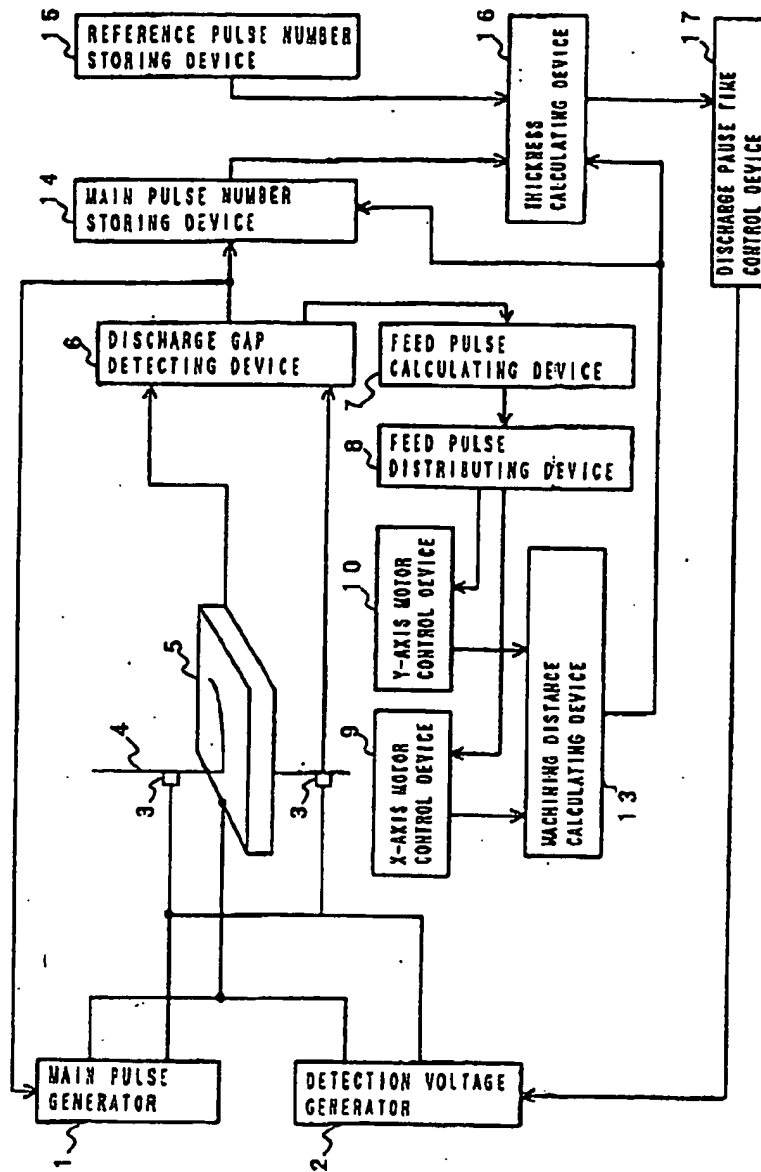 15
REFERENCE PULSE NUMBER
STORING DEVICE
14
MAIN PULSE NUMBER
STORING DEVICE
16
THICKNESS
CALCULATING DEVICE
17
DISCHARGE PAUSE TIME
CONTROL DEVICE
6
DISCHARGE GAP
DETECTING DEVICE
7
FEED PULSE
CALCULATING DEVICE
8
FEED PULSE
DISTRIBUTING DEVICE
10
Y-AXIS MOTOR
CONTROL DEVICE
9
X-AXIS MOTOR
CONTROL DEVICE
MACHINING DISTANCE
CALCULATING DEVICE
13
5
4
3
3
MAIN PULSE
GENERATOR
1
DETECTION VOLTAGE
GENERATOR
2